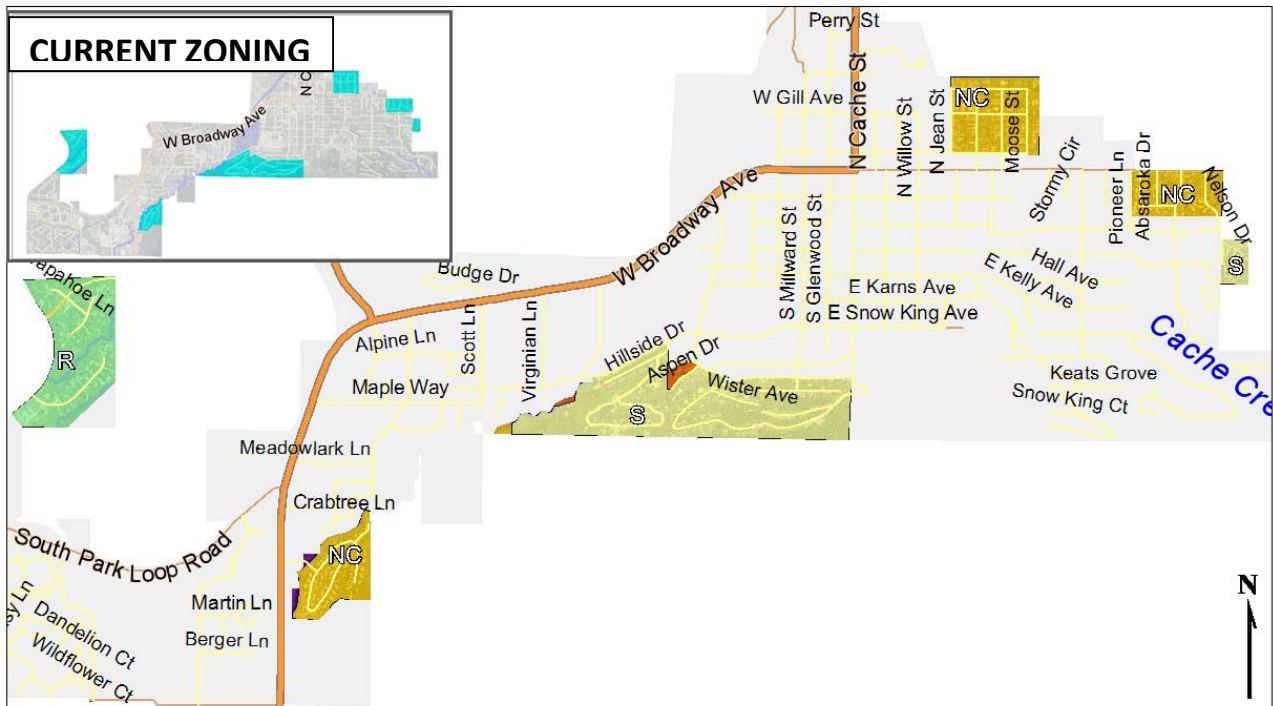 CURRENT ZONING
N C
W Broadway Ave
Perry St
N Cache St
W Gill Ave
N Willow St
N Jean St
NC
Moose St
Stormy Cir
Pioneer Ln
Absaroka Dr
NC
Nelson Dr
S
W Broadway Ave
S Millward St
S Glenwood St
Hall Ave
E Kelly Ave
E Karns Ave
E Snow King Ave
Cache Cre
Keats Grove
Snow King Ct
apahoe Ln
R
Budge Dr
Alpine Ln
Scott Ln
Virginian Ln
Maple Way
Hillside Dr
Aspen Dr
Wister Ave
S
Meadowlark Ln
Crabtree Ln
NC
South Park Loop Road
Martin Ln
Berger Ln
sy Ln
Dandelion Ct
Wildflower Ct
N